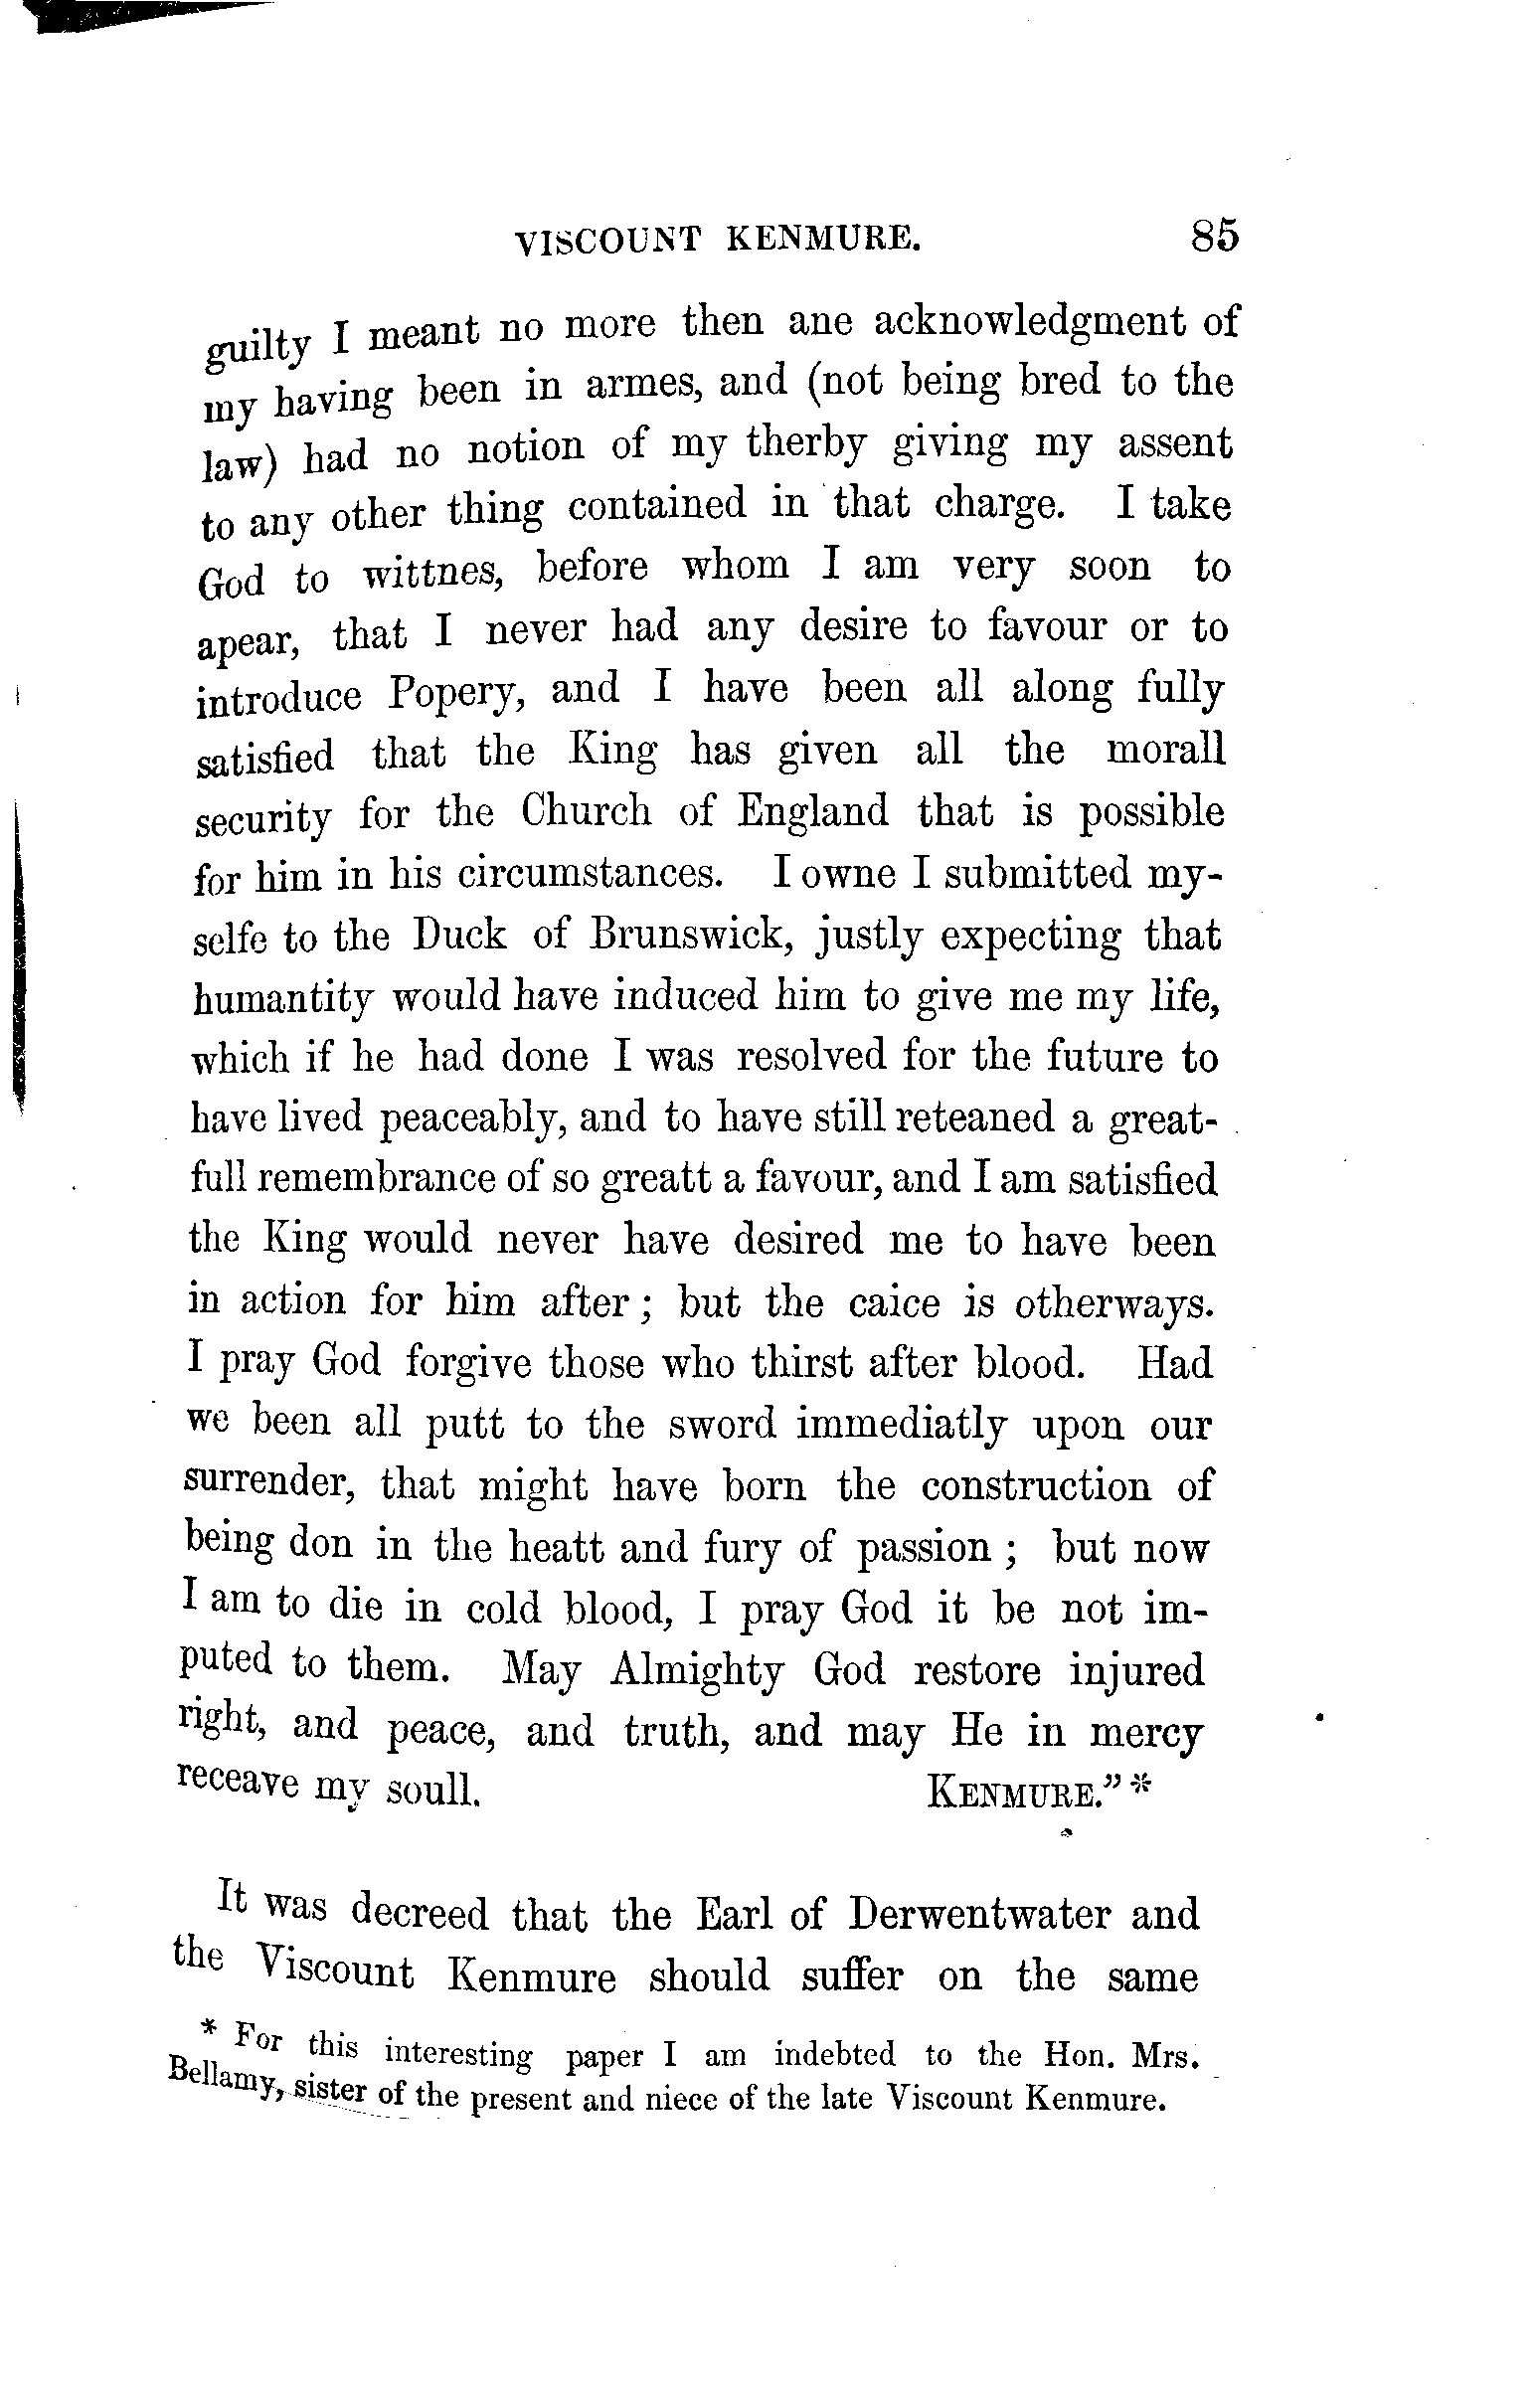 VISCOUNT KENMURE. 85
guilty I meant no more then ane acknowledgment of
my having been in armes, and (not being bred to the
law) had no notion of my therby giving my assent
to any other thing contained in that charge. I take
God to wittnes, before whom I am very soon to
apear, that I never had any desire to favour or to
introduce Popery, and I have been all along fully
satisfied that the King has given all the morall
security for the Church of England that is possible
for him in his circumstances. I owne I submitted my-
selfe to the Duck of Brunswick, justly expecting that
humantity would have induced him to give me my life,
which if he had done I was resolved for the future to
have lived peaceably, and to have still reteaned a great-
full remembrance of so greatt a favour, and I am satisfied
the King would never have desired me to have been
in action for him after; but the caice is otherways.
I pray God forgive those who thirst after blood. Had
we been all putt to the sword immediatly upon our
surrender, that might have born the construction of
being don in the heatt and fury of passion; but now
I am to die in cold blood, I pray God it be not im-
puted to them. May Almighty God restore injured
right, and peace, and truth, and may He in mercy
receave my soull. KENMURE." *
It was decreed that the Earl of Derwentwater and
the Viscount Kenmure should suffer on the same
* For this interesting paper I am indebted to the Hon. Mrs.
Bellamy, sister of the present and niece of the late Viscount Kenmure.